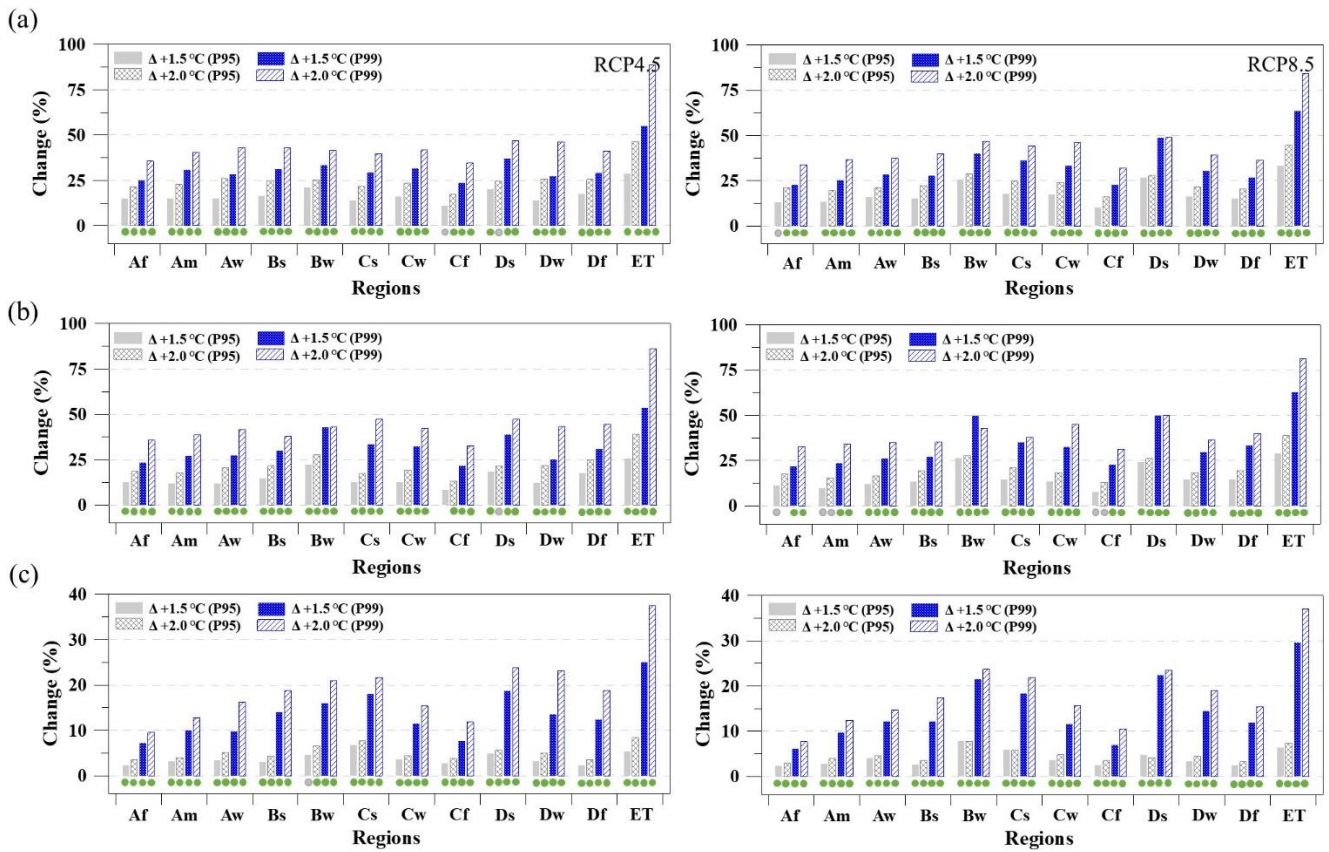 (a)
100
75
50
25
0
Change (%)
Δ +1.5 °C (P95)
Δ +1.5 °C (P99)
Δ +2.0 °C (P95)
Δ +2.0 °C (P99)
RCP4.5
Af Am Aw Bs Bw Cs Cw Cf Ds Dw Df ET
Regions
100
75
50
25
0
Change (%)
Δ +1.5 °C (P95)
Δ +1.5 °C (P99)
Δ +2.0 °C (P95)
Δ +2.0 °C (P99)
RCP8.5
Af Am Aw Bs Bw Cs Cw Cf Ds Dw Df ET
Regions
(b)
100
75
50
25
0
Change (%)
Δ +1.5 °C (P95)
Δ +1.5 °C (P99)
Δ +2.0 °C (P95)
Δ +2.0 °C (P99)
Af Am Aw Bs Bw Cs Cw Cf Ds Dw Df ET
Regions
100
75
50
25
0
Change (%)
Δ +1.5 °C (P95)
Δ +1.5 °C (P99)
Δ +2.0 °C (P95)
Δ +2.0 °C (P99)
Af Am Aw Bs Bw Cs Cw Cf Ds Dw Df ET
Regions
(c)
40
30
20
10
0
Change (%)
Δ +1.5 °C (P95)
Δ +1.5 °C (P99)
Δ +2.0 °C (P95)
Δ +2.0 °C (P99)
Af Am Aw Bs Bw Cs Cw Cf Ds Dw Df ET
Regions
40
30
20
10
0
Change (%)
Δ +1.5 °C (P95)
Δ +1.5 °C (P99)
Δ +2.0 °C (P95)
Δ +2.0 °C (P99)
Af Am Aw Bs Bw Cs Cw Cf Ds Dw Df ET
Regions